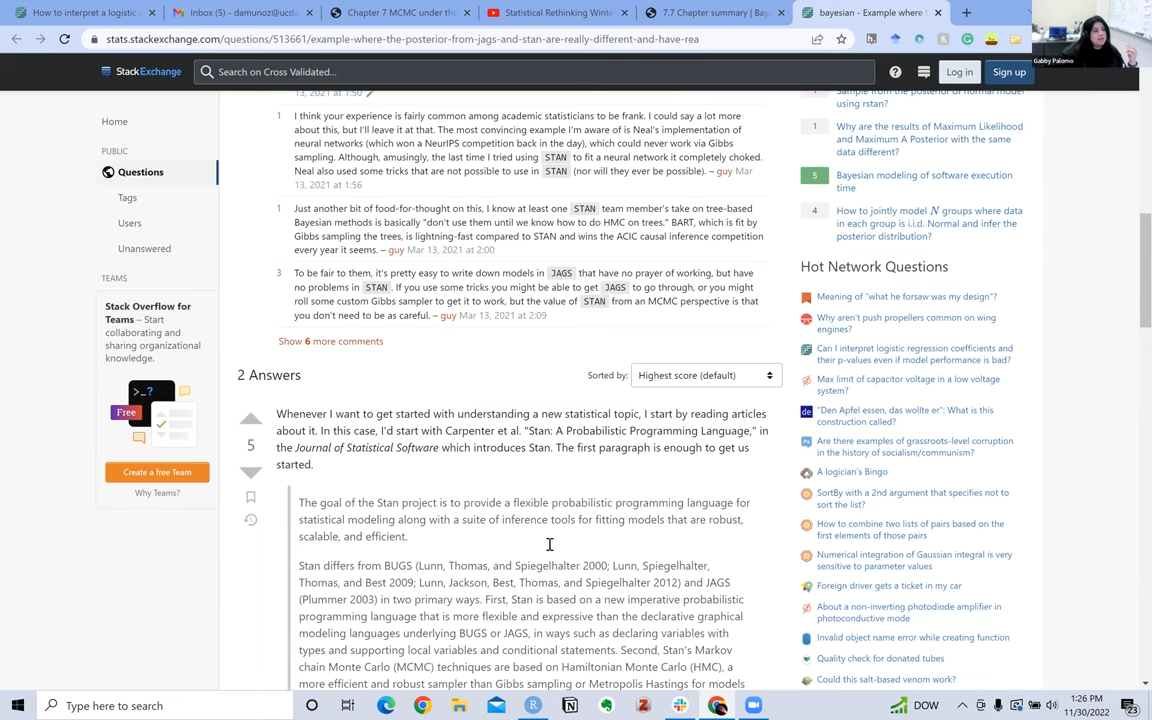 How to interpret a logistic
Inbox (5) - damunoz@ucda
Chapter 7 MCMC under the
Statistical Rethinking Winte
7.7 Chapter summary | Bay
bayesian - Example where t
stats.stackexchange.com/questions/513661/example-where-the-posterior-from-jags-and-stan-are-really-different-and-have-rea
Gabby Palomo
StackExchange
Search on Cross Validated…
Log in
Sign up
Home
PUBLIC
Questions
Tags
Users
Unanswered
TEAMS
Stack Overflow for
Teams – Start
collaborating and
sharing organizational
knowledge.
Free
Create a free Team
Why Teams?
13, 2021 at 1:50
1 I think your experience is fairly common among academic statisticians to be frank. I could say a lot more
about this, but I'll leave it at that. The most convincing example I'm aware of is Neal's implementation of
neural networks (which won a NeurIPS competition back in the day), which could never work via Gibbs
sampling. Although, amusingly, the last time I tried using STAN to fit a neural network it completely choked.
Neal also used some tricks that are not possible to use in STAN (nor will they ever be possible). – guy Mar
13, 2021 at 1:56
1 Just another bit of food-for-thought on this, I know at least one STAN team member's take on tree-based
Bayesian methods is basically "don't use them until we know how to do HMC on trees." BART, which is fit by
Gibbs sampling the trees, is lightning-fast compared to STAN and wins the ACIC causal inference competition
every year it seems. – guy Mar 13, 2021 at 2:00
3 To be fair to them, it's pretty easy to write down models in JAGS that have no prayer of working, but have
no problems in STAN. If you use some tricks you might be able to get JAGS to go through, or you might
roll some custom Gibbs sampler to get it to work, but the value of STAN from an MCMC perspective is that
you don't need to be as careful. – guy Mar 13, 2021 at 2:09
Show 6 more comments
2 Answers
Sorted by:
Highest score (default)
5
Whenever I want to get started with understanding a new statistical topic, I start by reading articles
about it. In this case, I'd start with Carpenter et al. "Stan: A Probabilistic Programming Language," in
the Journal of Statistical Software which introduces Stan. The first paragraph is enough to get us
started.
The goal of the Stan project is to provide a flexible probabilistic programming language for
statistical modeling along with a suite of inference tools for fitting models that are robust,
scalable, and efficient.
Stan differs from BUGS (Lunn, Thomas, and Spiegelhalter 2000; Lunn, Spiegelhalter,
Thomas, and Best 2009; Lunn, Jackson, Best, Thomas, and Spiegelhalter 2012) and JAGS
(Plummer 2003) in two primary ways. First, Stan is based on a new imperative probabilistic
programming language that is more flexible and expressive than the declarative graphical
modeling languages underlying BUGS or JAGS, in ways such as declaring variables with
types and supporting local variables and conditional statements. Second, Stan's Markov
chain Monte Carlo (MCMC) techniques are based on Hamiltonian Monte Carlo (HMC), a
more efficient and robust sampler than Gibbs sampling or Metropolis Hastings for models
Sample from the posterior of normal model
using rstan?
1 Why are the results of Maximum Likelihood
and Maximum A Posterior with the same
data different?
5 Bayesian modeling of software execution
time
4 How to jointly model N groups where data
in each group is i.i.d. Normal and infer the
posterior distribution?
Hot Network Questions
Meaning of "what he forsaw was my design"?
Why aren't push propellers common on wing
engines?
Can I interpret logistic regression coefficients and
their p-values even if model performance is bad?
Max limit of capacitor voltage in a low voltage
system?
"Den Apfel essen, das wollte er": What is this
construction called?
Are there examples of grassroots-level corruption
in the history of socialism/communism?
A logician's Bingo
SortBy with a 2nd argument that specifies not to
sort the list?
How to combine two lists of pairs based on the
first elements of those pairs
Numerical integration of Gaussian integral is very
sensitive to parameter values
Foreign driver gets a ticket in my car
About a non-inverting photodiode amplifier in
photoconductive mode
Invalid object name error while creating function
Quality check for donated tubes
Could this salt-based venom work?
Type here to search
DOW
1:26 PM
11/30/2022
23